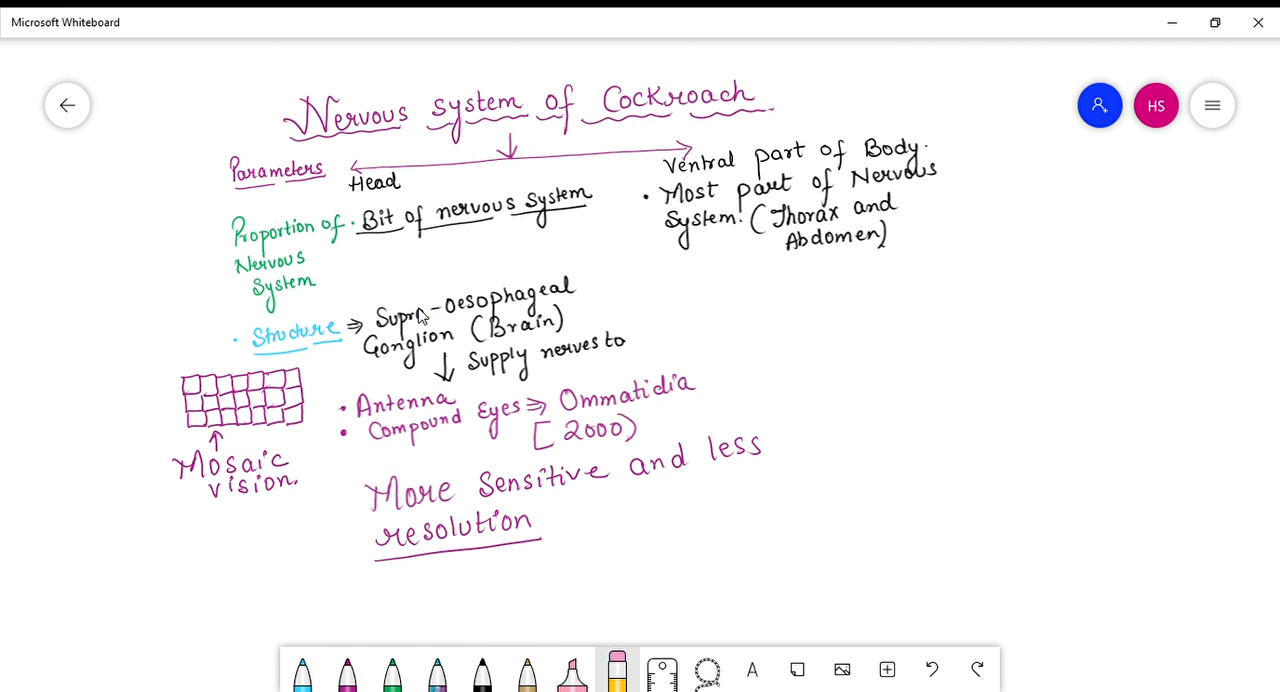 Microsoft Whiteboard
HS
Nervous system of Cockroach
Parameters
Head
Ventral part of Body.
Proportion of
Nervous
System
• Bit of nervous System
• Most part of Nervous
System. (Thorax and
Abdomen)
• Structure ⇒ Supra-Oesophageal
Ganglion (Brain)
↓ Supply nerves to
• Antenna
• Compound Eyes ⇒ Ommatidia
[2000)
Mosaic
vision.
More Sensitive and less
resolution
A